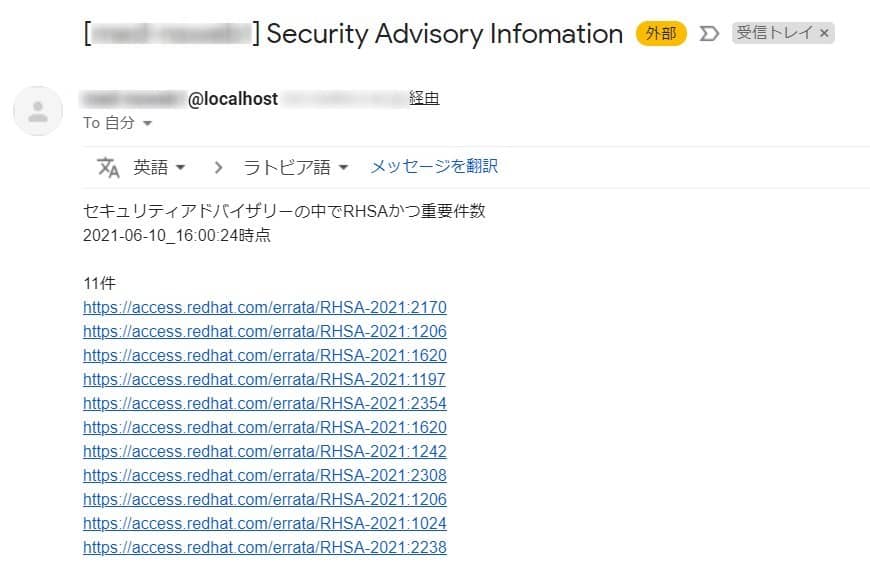 [] Security Advisory Infomation 外部 受信トレイ ×
@localhost 経由
To 自分
英語 ラトビア語 メッセージを翻訳
セキュリティアドバイザリーの中でRHSAかつ重要件数
2021-06-10_16:00:24時点
11件
https://access.redhat.com/errata/RHSA-2021:2170
https://access.redhat.com/errata/RHSA-2021:1206
https://access.redhat.com/errata/RHSA-2021:1620
https://access.redhat.com/errata/RHSA-2021:1197
https://access.redhat.com/errata/RHSA-2021:2354
https://access.redhat.com/errata/RHSA-2021:1620
https://access.redhat.com/errata/RHSA-2021:1242
https://access.redhat.com/errata/RHSA-2021:2308
https://access.redhat.com/errata/RHSA-2021:1206
https://access.redhat.com/errata/RHSA-2021:1024
https://access.redhat.com/errata/RHSA-2021:2238